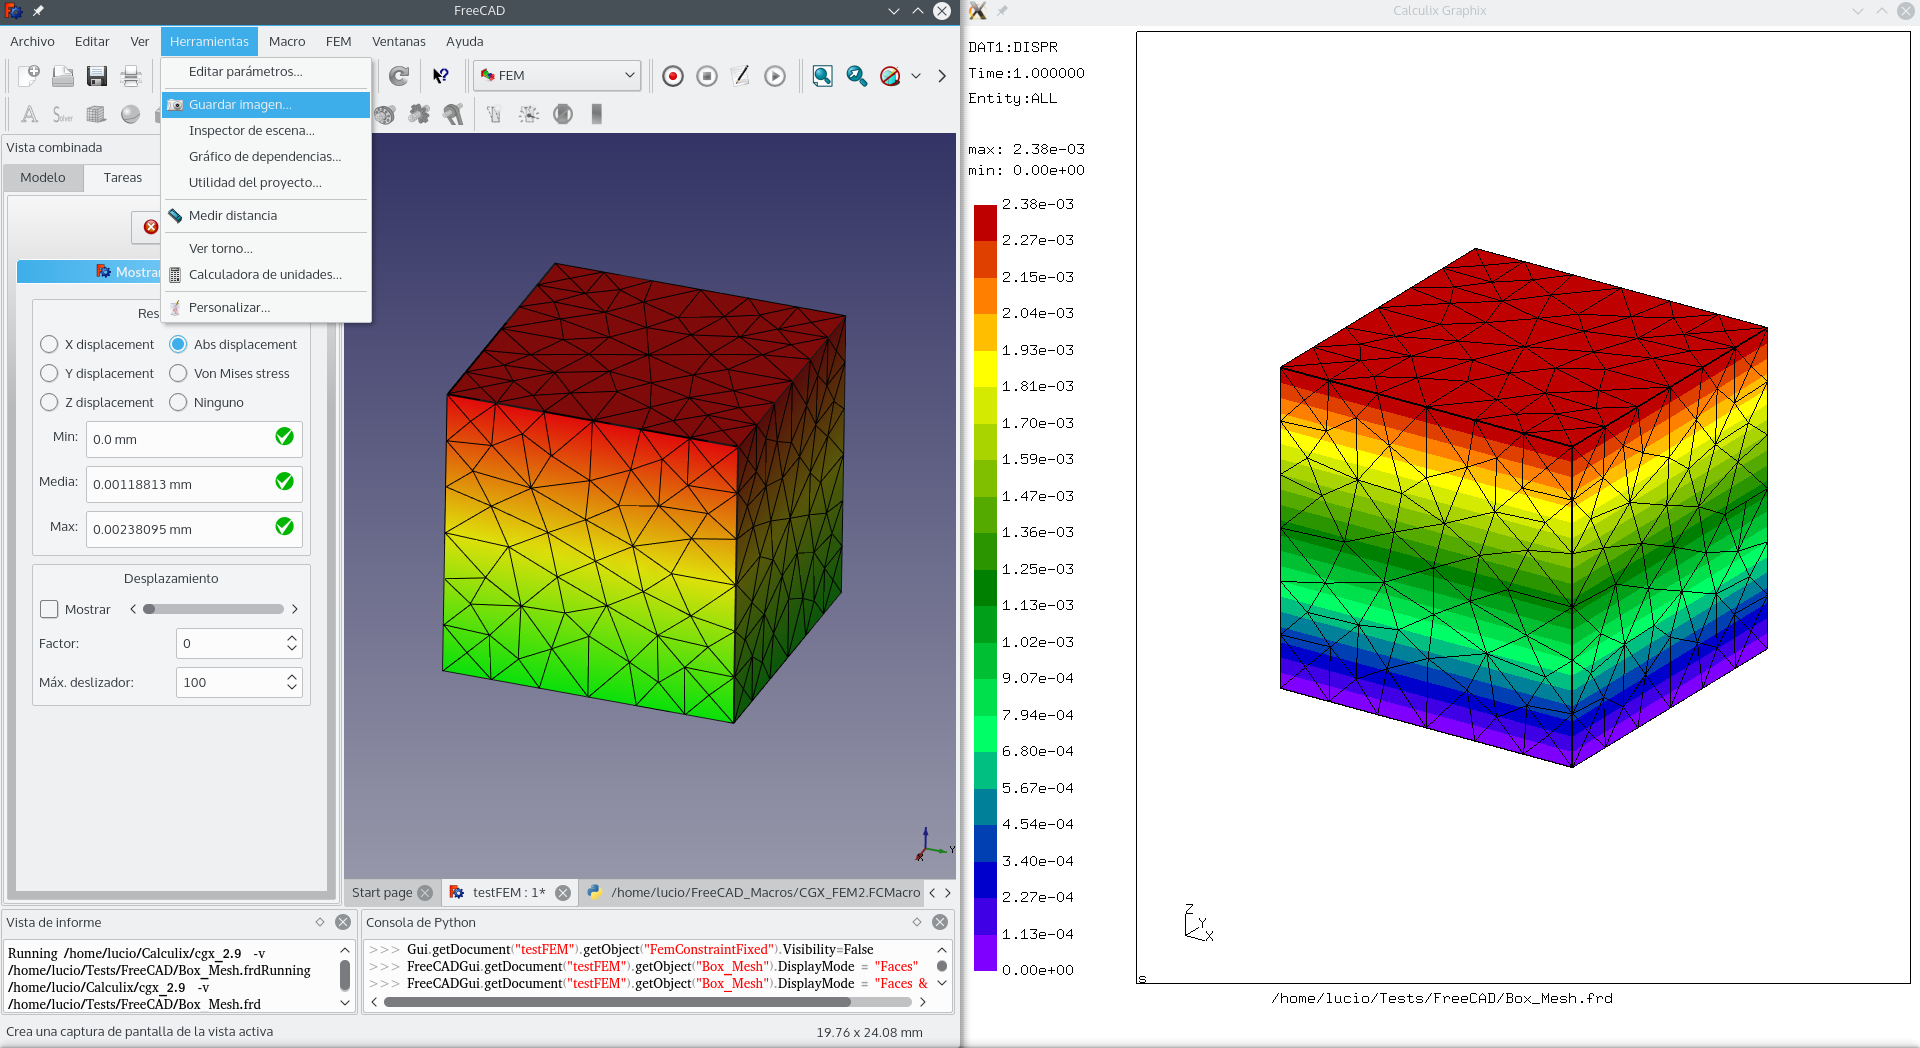 FreeCAD
Archivo Editar Ver Herramientas Macro FEM Ventanas Ayuda
Editar parámetros...
Guardar imagen...
Inspector de escena...
Gráfico de dependencias...
Utilidad del proyecto...
Medir distancia
Ver torno...
Calculadora de unidades...
Personalizar...
FEM
A Solver
Vista combinada
Modelo Tareas
Mostrar
Res
X displacement Abs displacement
Y displacement Von Mises stress
Z displacement Ninguno
Min: 0.0 mm
Media: 0.00118813 mm
Max: 0.00238095 mm
Desplazamiento
Mostrar
Factor: 0
Máx. deslizador: 100
Y
X
Start page testFEM : 1* /home/lucio/FreeCAD_Macros/CGX_FEM2.FCMacro
Vista de informe
Running /home/lucio/Calculix/cgx_2.9 -v
/home/lucio/Tests/FreeCAD/Box_Mesh.frdRunning
/home/lucio/Calculix/cgx_2.9 -v
/home/lucio/Tests/FreeCAD/Box_Mesh.frd
Consola de Python
>>> Gui.getDocument("testFEM").getObject("FemConstraintFixed").Visibility=False
>>> FreeCADGui.getDocument("testFEM").getObject("Box_Mesh").DisplayMode = "Faces"
>>> FreeCADGui.getDocument("testFEM").getObject("Box_Mesh").DisplayMode = "Faces &
Crea una captura de pantalla de la vista activa
19.76 x 24.08 mm
Calculix Graphix
DAT1:DISPR
Time:1.000000
Entity:ALL
max: 2.38e-03
min: 0.00e+00
2.38e-03
2.27e-03
2.15e-03
2.04e-03
1.93e-03
1.81e-03
1.70e-03
1.59e-03
1.47e-03
1.36e-03
1.25e-03
1.13e-03
1.02e-03
9.07e-04
7.94e-04
6.80e-04
5.67e-04
4.54e-04
3.40e-04
2.27e-04
1.13e-04
0.00e+00
Z
Y
X
s
/home/lucio/Tests/FreeCAD/Box_Mesh.frd